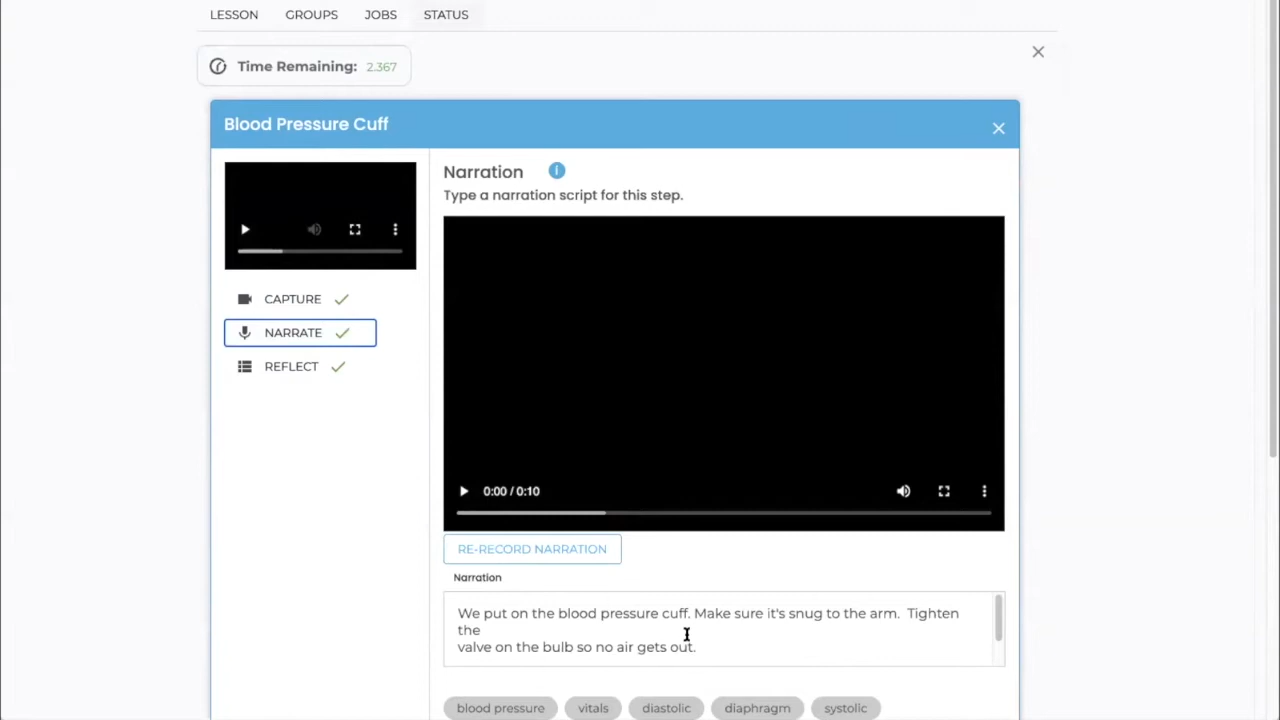 LESSON GROUPS JOBS STATUS
Time Remaining: 2.367
Blood Pressure Cuff
Narration
Type a narration script for this step.
CAPTURE
NARRATE
REFLECT
0:00 / 0:10
RE-RECORD NARRATION
Narration
We put on the blood pressure cuff. Make sure it's snug to the arm.  Tighten
the
valve on the bulb so no air gets out.
blood pressure vitals diastolic diaphragm systolic